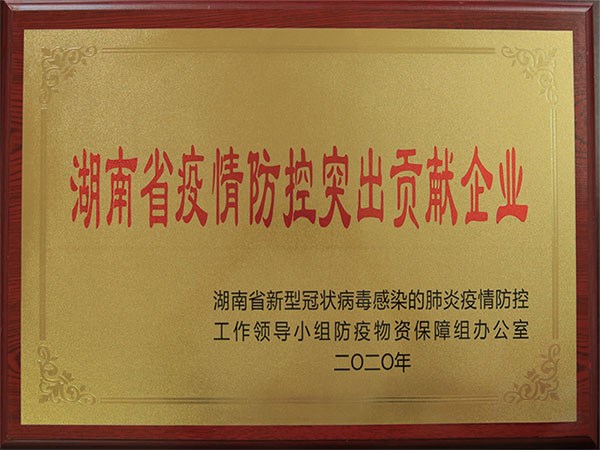 湖南省疫情防控突出贡献企业
湖南省新型冠状病毒感染的肺炎疫情防控
工作领导小组防疫物资保障组办公室
二〇二〇年